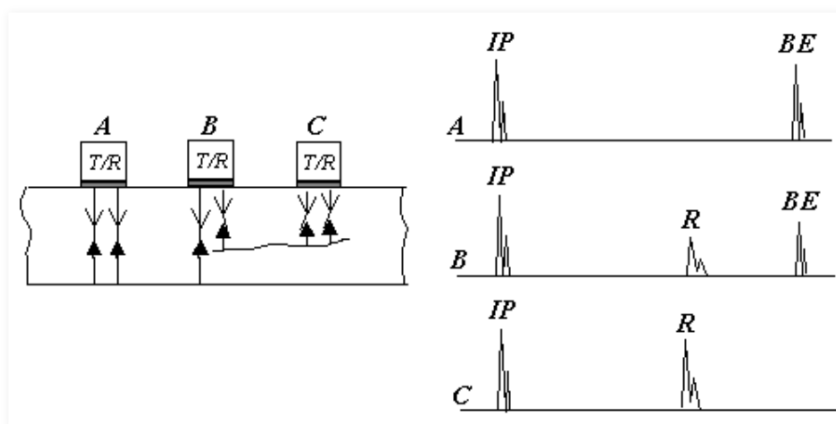 A B C
T/R T/R T/R
IP BE
A
IP R BE
B
IP R
C